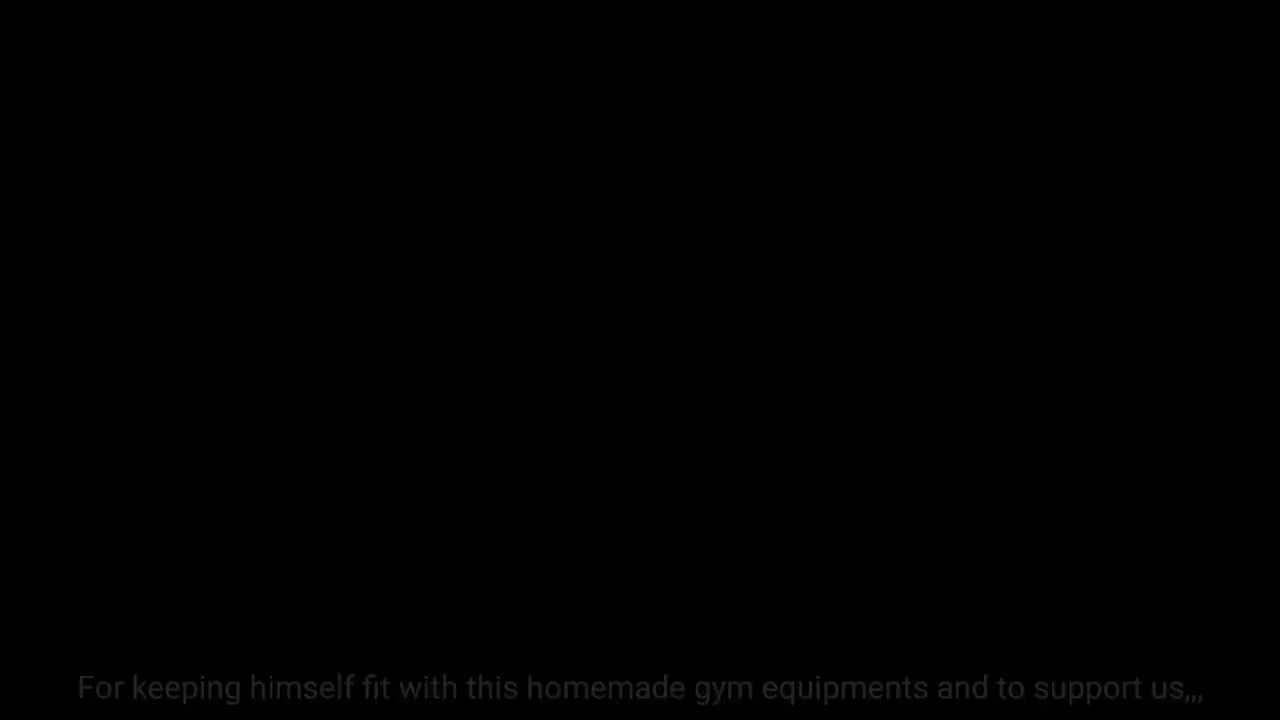 For keeping himself fit with this homemade gym equipments and to support us,,,